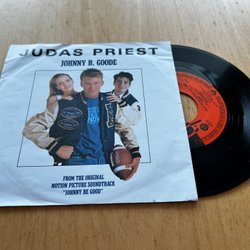 JUDAS PRIEST
JOHNNY B. GOODE
FROM THE ORIGINAL
MOTION PICTURE SOUNDTRACK
"JOHNNY BE GOOD"